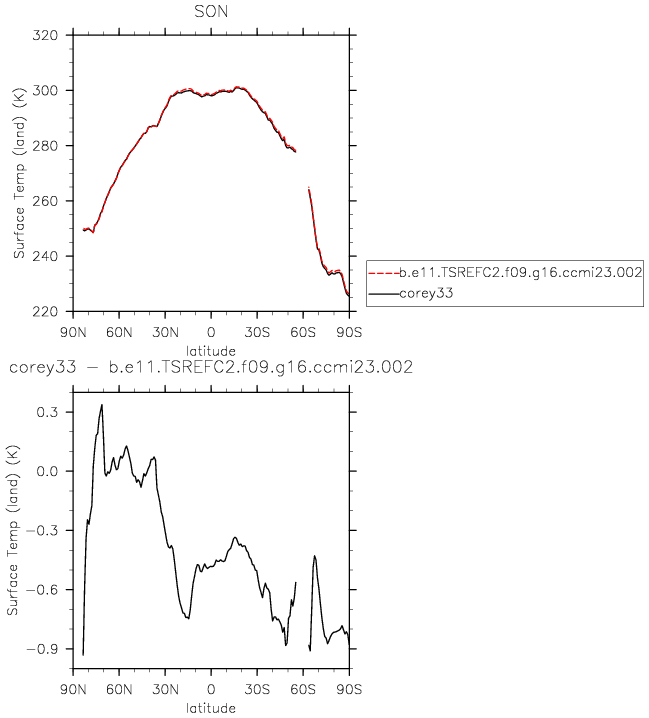 SON
320
300
280
260
240
220
Surface Temp (land) (K)
90N 60N 30N 0 30S 60S 90S
latitude
b.e11.TSREFC2.f09.g16.ccmi23.002
corey33
corey33 − b.e11.TSREFC2.f09.g16.ccmi23.002
0.3
0.0
−0.3
−0.6
−0.9
Surface Temp (land) (K)
90N 60N 30N 0 30S 60S 90S
latitude